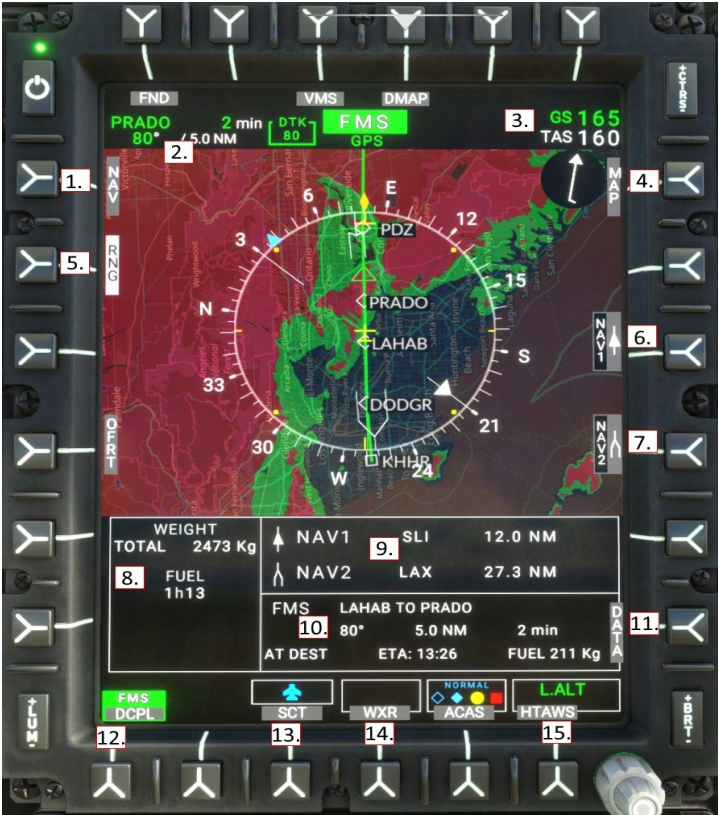 +CTRS-
FND VMS DMAP
PRADO 2 min DTK 80 FMS 3. GS 165
80° /5.0 NM GPS TAS 160
2.
1. NAV MAP 4.
6 E 12
PDZ
5. RNG 3
15
N PRADO
LAHAB NAV1 6.
S
33
DODGR
21
OFRT 30 NAV2 7.
KHHR 24
W
WEIGHT
TOTAL 2473 Kg
8. FUEL
1h13
NAV1 9. SLI 12.0 NM
NAV2 LAX 27.3 NM
FMS LAHAB TO PRADO
10. 80° 5.0 NM 2 min
AT DEST ETA: 13:26 FUEL 211 Kg
DATA 11.
+LUM- FMS NORMAL L.ALT +BRT-
DCPL SCT WXR ACAS HTAWS
12. 13. 14. 15.